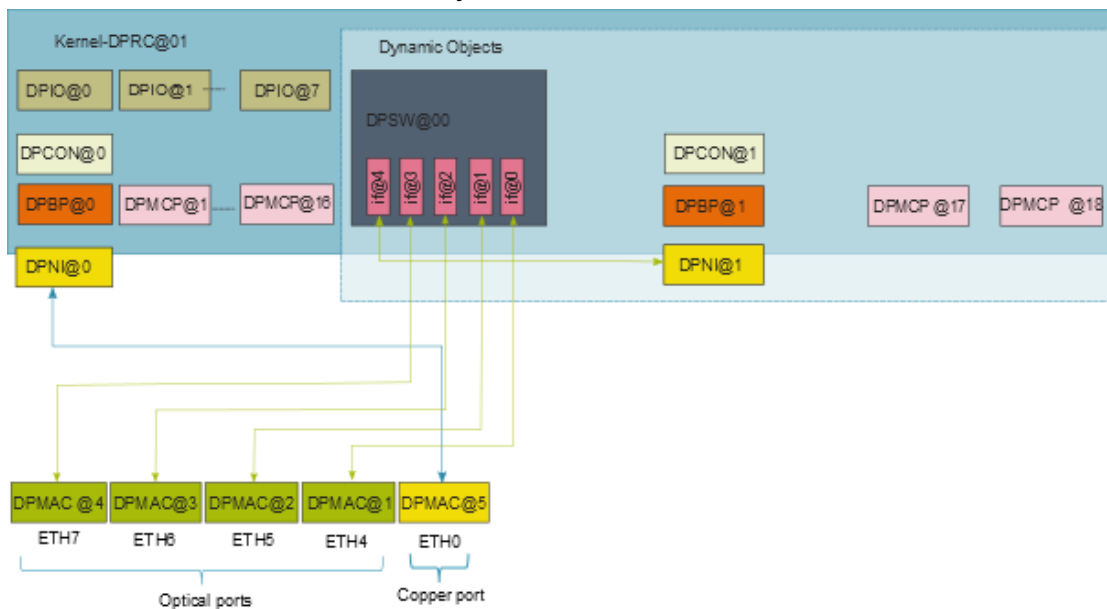 Kernel-DPRC@01
Dynamic Objects
DPIO@0 DPIO@1 DPIO@7
DPSW@00
DPCON@0 DPCON@1
if@4 if@3 if@2 if@1 if@0
DPBP@0 DPMCP@1 DPMCP@16 DPBP@1 DPMCP @17 DPMCP @18
DPNI@0 DPNI@1
DPMAC @4 DPMAC@3 DPMAC@2 DPMAC@1 DPMAC@5
ETH7 ETH6 ETH5 ETH4 ETH0
Optical ports Copper port